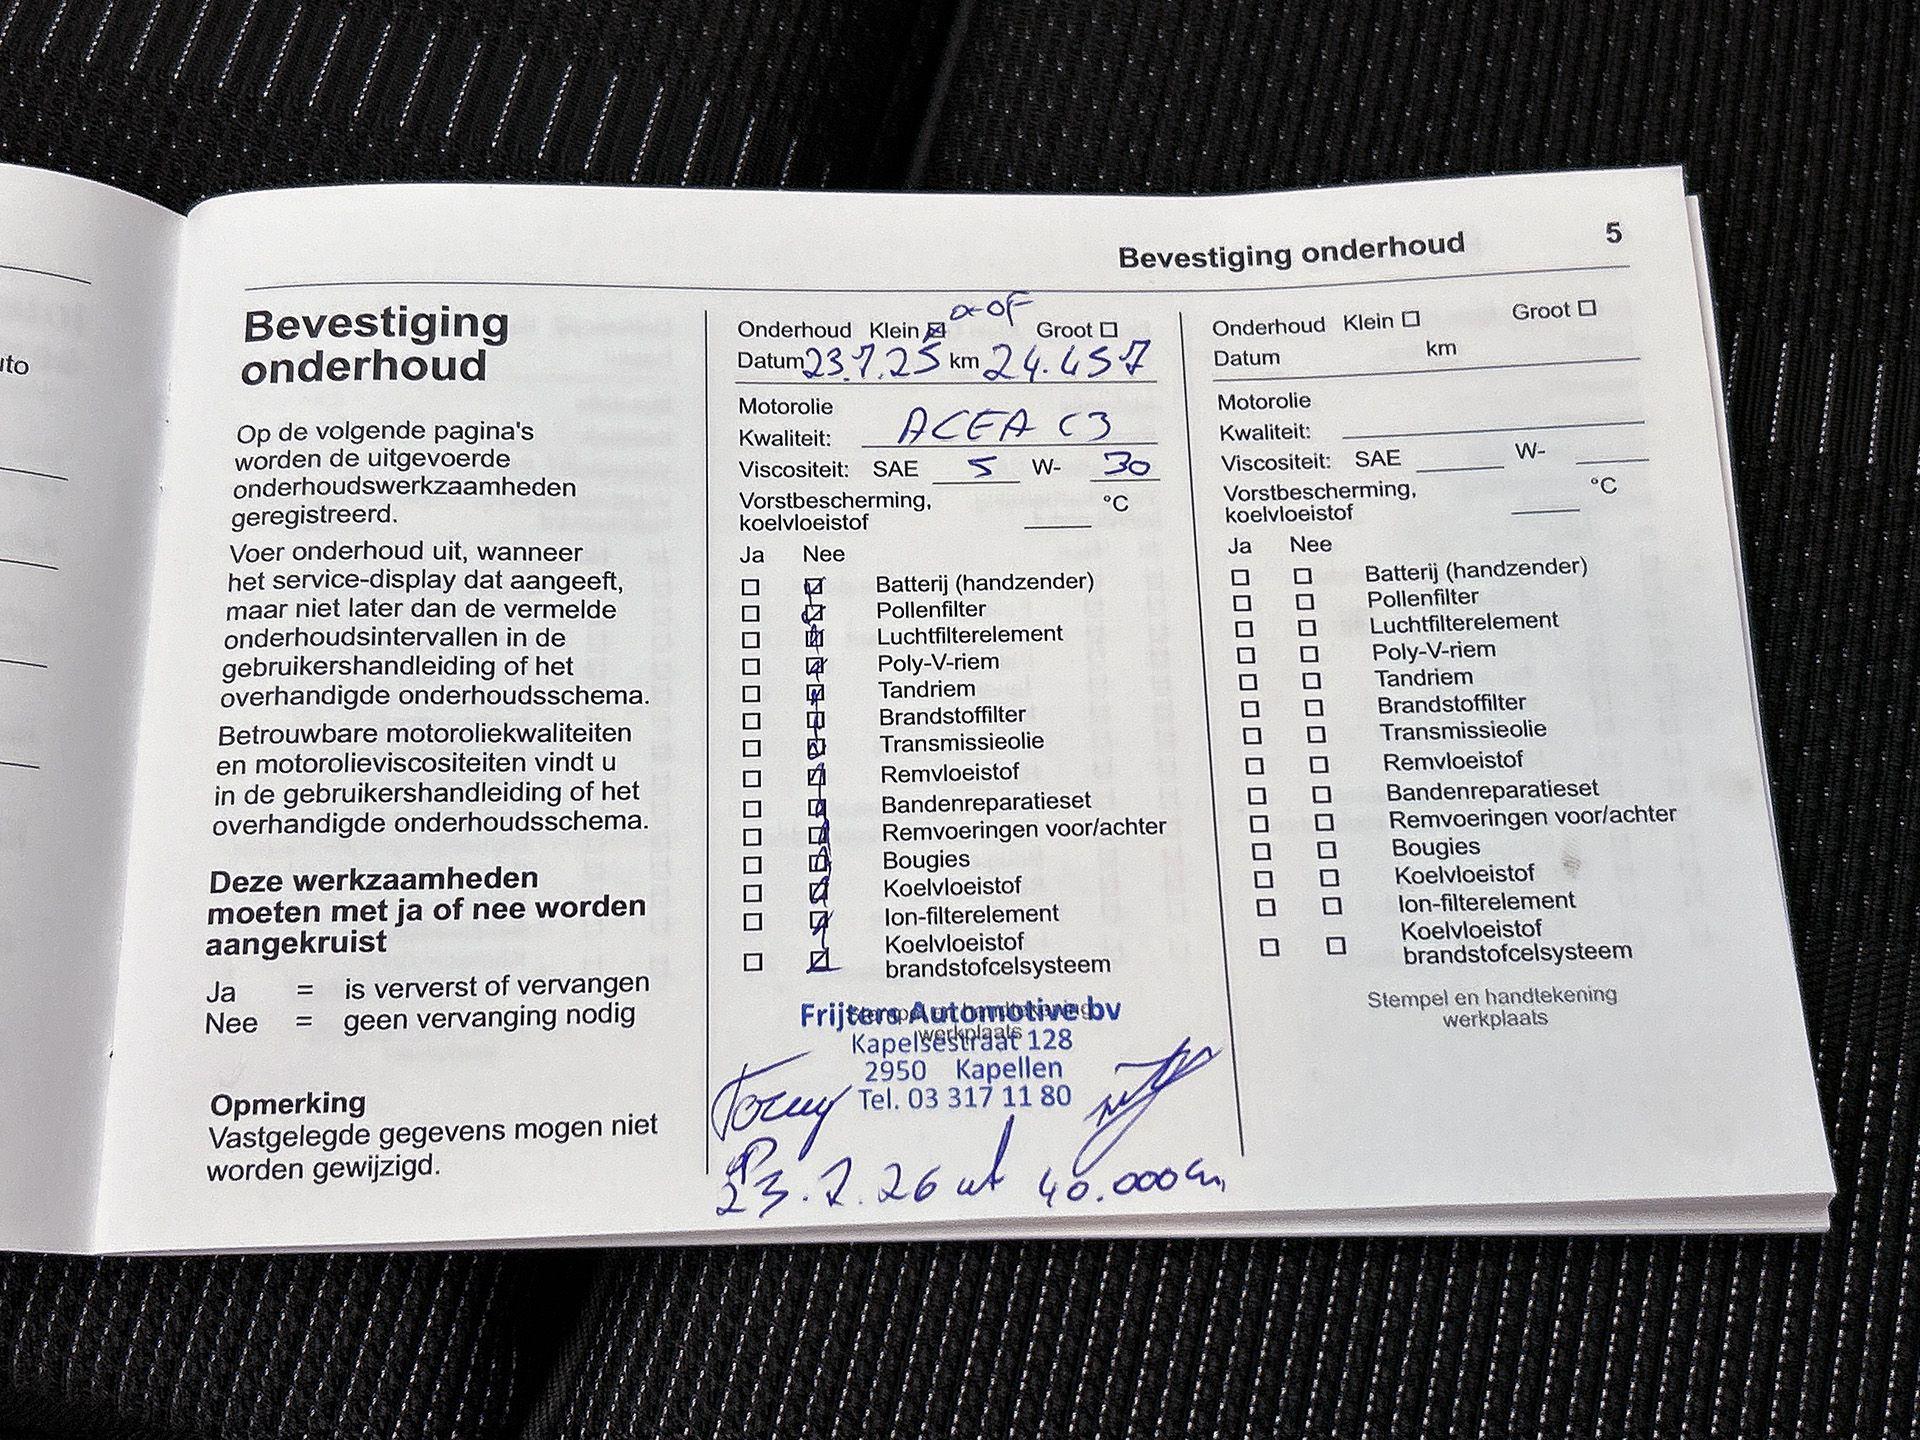 uto
Bevestiging onderhoud 5
Bevestiging
onderhoud
Op de volgende pagina's
worden de uitgevoerde
onderhoudswerkzaamheden
geregistreerd.
Voer onderhoud uit, wanneer
het service-display dat aangeeft,
maar niet later dan de vermelde
onderhoudsintervallen in de
gebruikershandleiding of het
overhandigde onderhoudsschema.
Betrouwbare motoroliekwaliteiten
en motorolieviscositeiten vindt u
in de gebruikershandleiding of het
overhandigde onderhoudsschema.
Deze werkzaamheden
moeten met ja of nee worden
aangekruist
Ja = is ververst of vervangen
Nee = geen vervanging nodig
Opmerking
Vastgelegde gegevens mogen niet
worden gewijzigd.
Onderhoud Klein ☒ Groot ☐
Datum 23.7.25 km 24.457
Motorolie
Kwaliteit: ACEA C3
Viscositeit: SAE 5 W- 30
Vorstbescherming,
koelvloeistof °C
Ja Nee
Batterij (handzender)
Pollenfilter
Luchtfilterelement
Poly-V-riem
Tandriem
Brandstoffilter
Transmissieolie
Remvloeistof
Bandenreparatieset
Remvoeringen voor/achter
Bougies
Koelvloeistof
Ion-filterelement
Koelvloeistof
brandstofcelsysteem
Stempel en handtekening
werkplaats
Frijters Automotive bv
Kapelsestraat 128
2950 Kapellen
Tel. 03 317 11 80
23.7.26 40.000
Onderhoud Klein ☐ Groot ☐
Datum km
Motorolie
Kwaliteit:
Viscositeit: SAE W-
Vorstbescherming,
koelvloeistof °C
Ja Nee
Batterij (handzender)
Pollenfilter
Luchtfilterelement
Poly-V-riem
Tandriem
Brandstoffilter
Transmissieolie
Remvloeistof
Bandenreparatieset
Remvoeringen voor/achter
Bougies
Koelvloeistof
Ion-filterelement
Koelvloeistof
brandstofcelsysteem
Stempel en handtekening
werkplaats